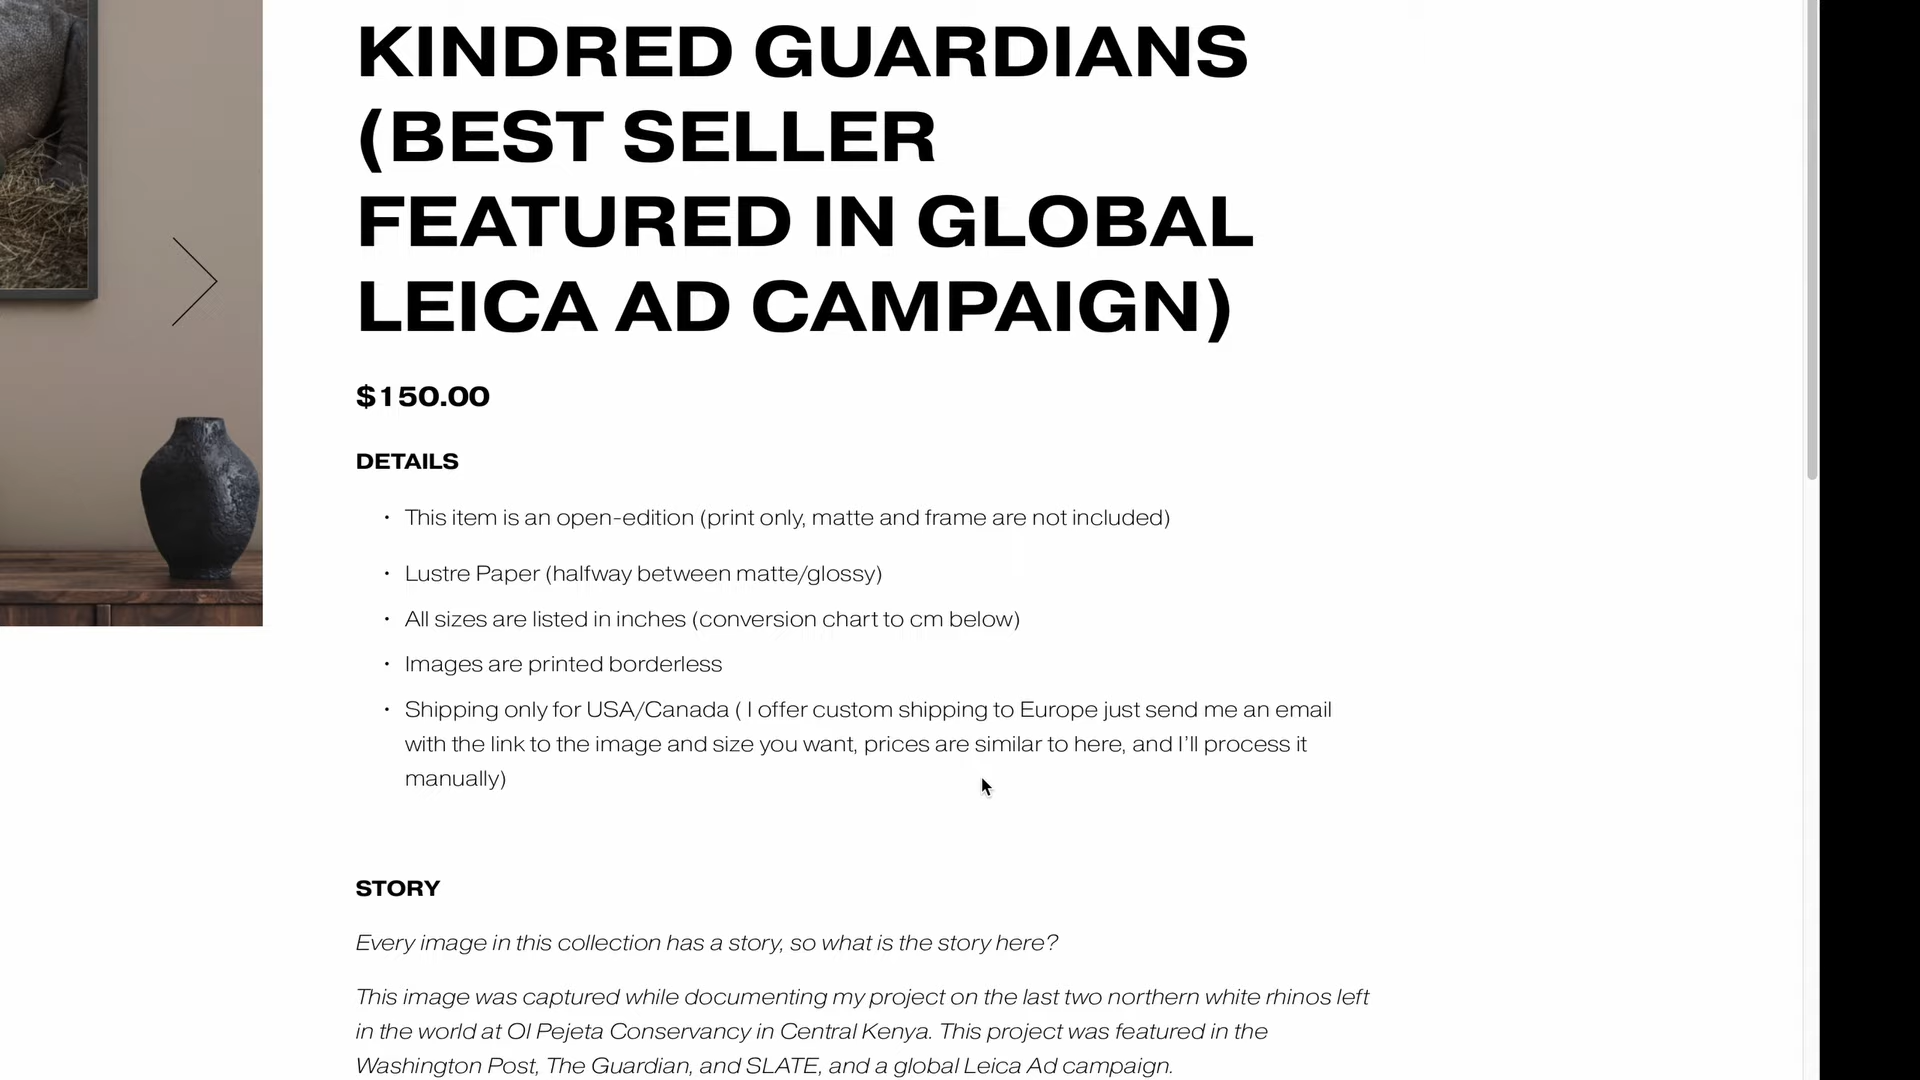 KINDRED GUARDIANS
(BEST SELLER
FEATURED IN GLOBAL
LEICA AD CAMPAIGN)
$150.00
DETAILS
• This item is an open-edition (print only, matte and frame are not included)
• Lustre Paper (halfway between matte/glossy)
• All sizes are listed in inches (conversion chart to cm below)
• Images are printed borderless
• Shipping only for USA/Canada ( I offer custom shipping to Europe just send me an email
with the link to the image and size you want, prices are similar to here, and I'll process it
manually)
STORY
Every image in this collection has a story, so what is the story here?
This image was captured while documenting my project on the last two northern white rhinos left
in the world at Ol Pejeta Conservancy in Central Kenya. This project was featured in the
Washington Post, The Guardian, and SLATE, and a global Leica Ad campaign.